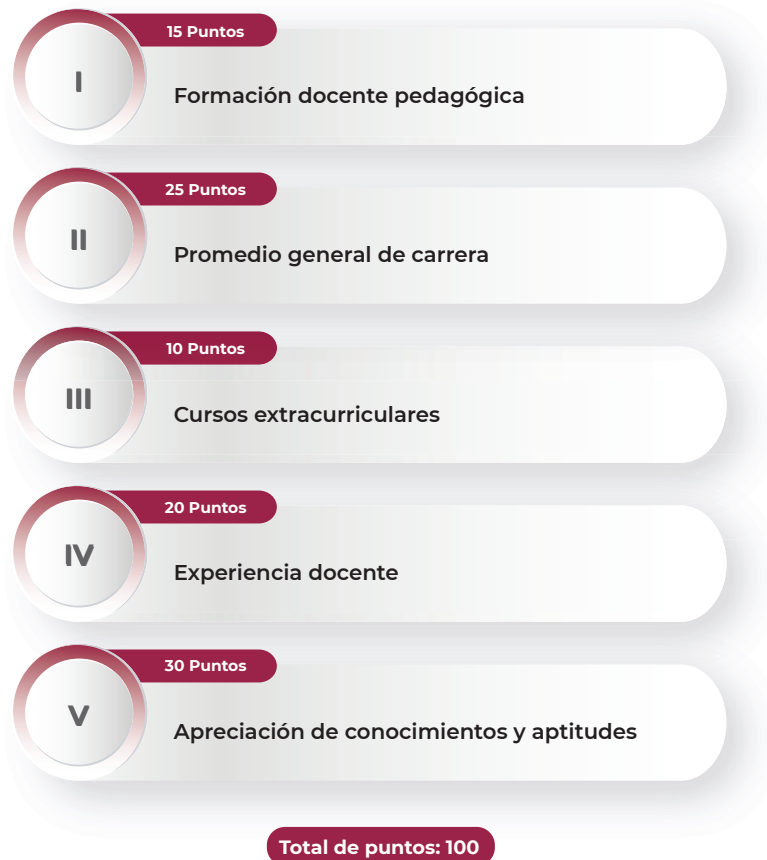 15 Puntos
I
Formación docente pedagógica
25 Puntos
II
Promedio general de carrera
10 Puntos
III
Cursos extracurriculares
20 Puntos
IV
Experiencia docente
30 Puntos
V
Apreciación de conocimientos y aptitudes
Total de puntos: 100